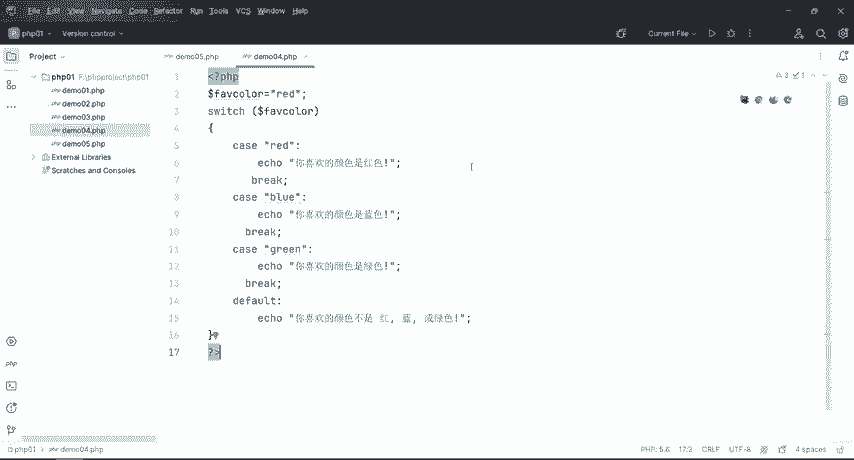 File Edit View Navigate Code Refactor Run Tools VCS Window Help
php01 Version control Current File
Project demo05.php demo04.php
php01 F:\phpproject\php01
demo01.php
demo02.php
demo03.php
demo04.php
demo05.php
External Libraries
Scratches and Consoles
3 1
1 <?php
2 $favcolor="red";
3 switch ($favcolor)
4 {
5 case "red":
6 echo "你喜欢的颜色是红色!";
7 break;
8 case "blue":
9 echo "你喜欢的颜色是蓝色!";
10 break;
11 case "green":
12 echo "你喜欢的颜色是绿色!";
13 break;
14 default:
15 echo "你喜欢的颜色不是 红, 蓝, 或绿色!";
16 }
17 ?>
php
php01 demo04.php PHP: 5.6 17:3 CRLF UTF-8 4 spaces